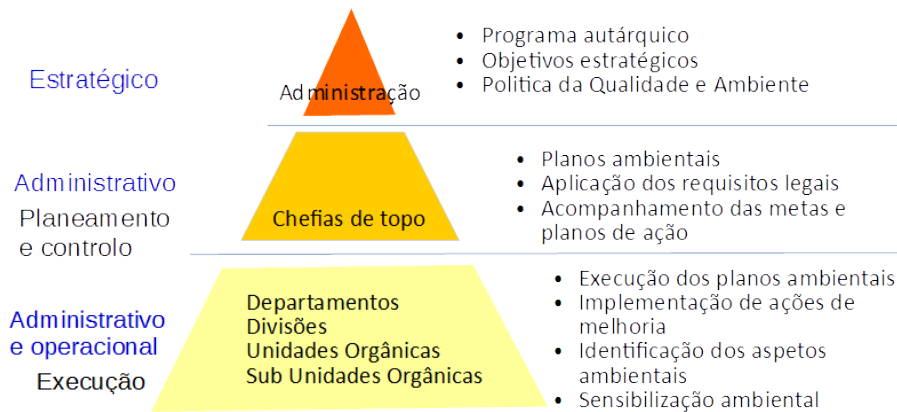 Estratégico
Administração
• Programa autárquico
• Objetivos estratégicos
• Politica da Qualidade e Ambiente
Administrativo
Planeamento
e controlo
Chefias de topo
• Planos ambientais
• Aplicação dos requisitos legais
• Acompanhamento das metas e
planos de ação
Administrativo
e operacional
Execução
Departamentos
Divisões
Unidades Orgânicas
Sub Unidades Orgânicas
• Execução dos planos ambientais
• Implementação de ações de
melhoria
• Identificação dos aspetos
ambientais
• Sensibilização ambiental